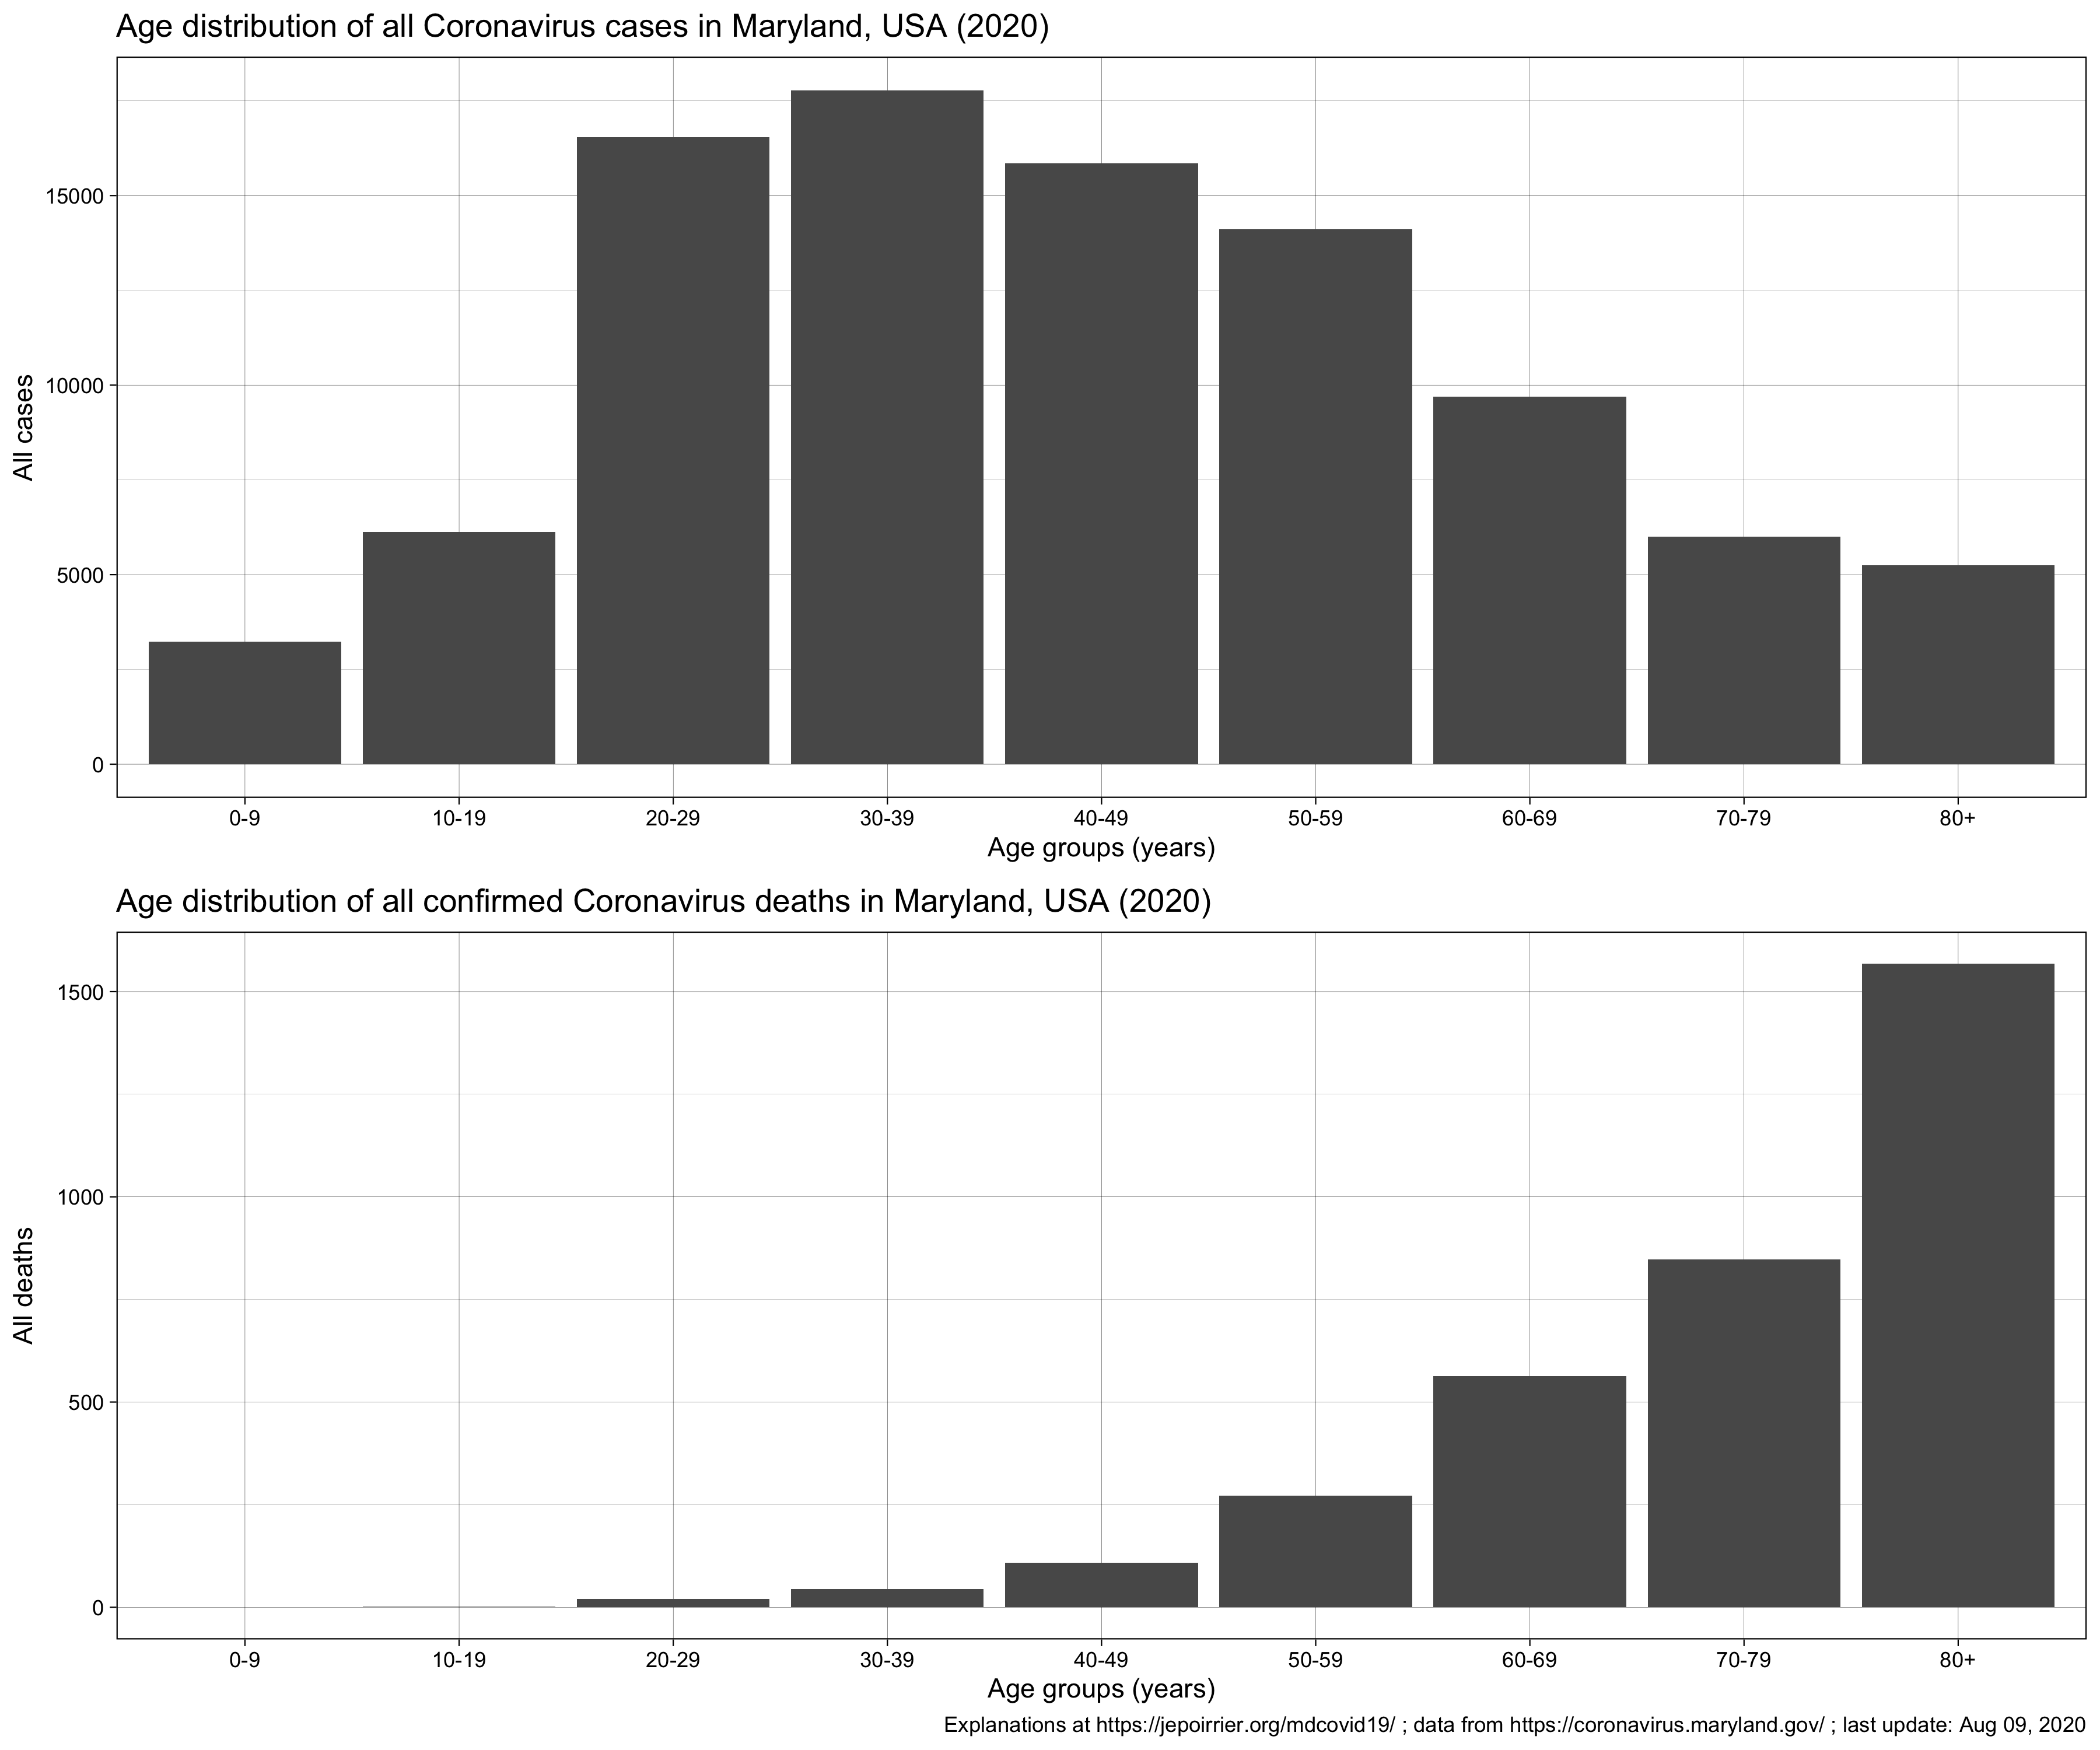 Age distribution of all Coronavirus cases in Maryland, USA (2020)
All cases
15000
10000
5000
0
0-9 10-19 20-29 30-39 40-49 50-59 60-69 70-79 80+
Age groups (years)
Age distribution of all confirmed Coronavirus deaths in Maryland, USA (2020)
All deaths
1500
1000
500
0
0-9 10-19 20-29 30-39 40-49 50-59 60-69 70-79 80+
Age groups (years)
Explanations at https://jepoirrier.org/mdcovid19/ ; data from https://coronavirus.maryland.gov/ ; last update: Aug 09, 2020